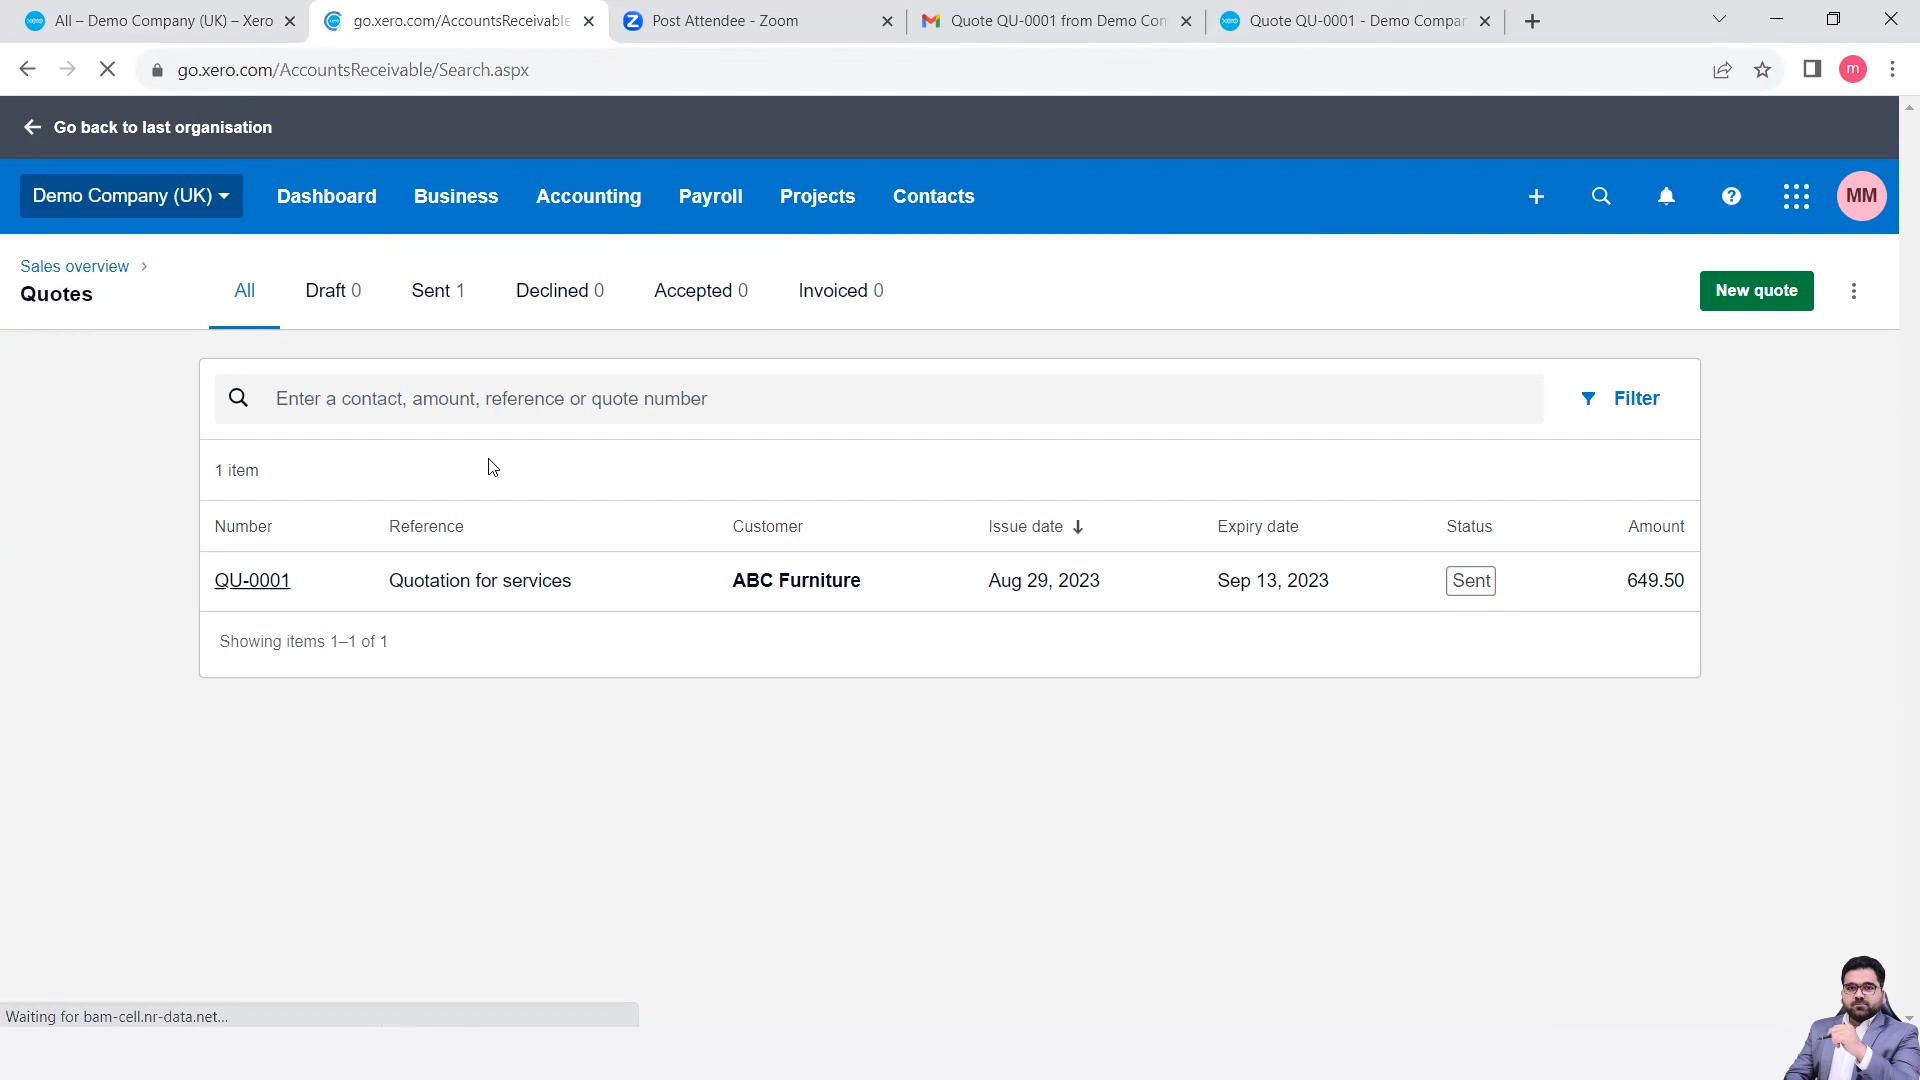 All – Demo Company (UK) – Xero
go.xero.com/AccountsReceivable
Post Attendee - Zoom
Quote QU-0001 from Demo Con
Quote QU-0001 - Demo Compar
go.xero.com/AccountsReceivable/Search.aspx
m
Go back to last organisation
Demo Company (UK)
Dashboard
Business
Accounting
Payroll
Projects
Contacts
MM
Sales overview
Quotes
All
Draft 0
Sent 1
Declined 0
Accepted 0
Invoiced 0
New quote
Enter a contact, amount, reference or quote number
Filter
1 item
Number Reference Customer Issue date Expiry date Status Amount
QU-0001 Quotation for services ABC Furniture Aug 29, 2023 Sep 13, 2023 Sent 649.50
Showing items 1–1 of 1
Waiting for bam-cell.nr-data.net...